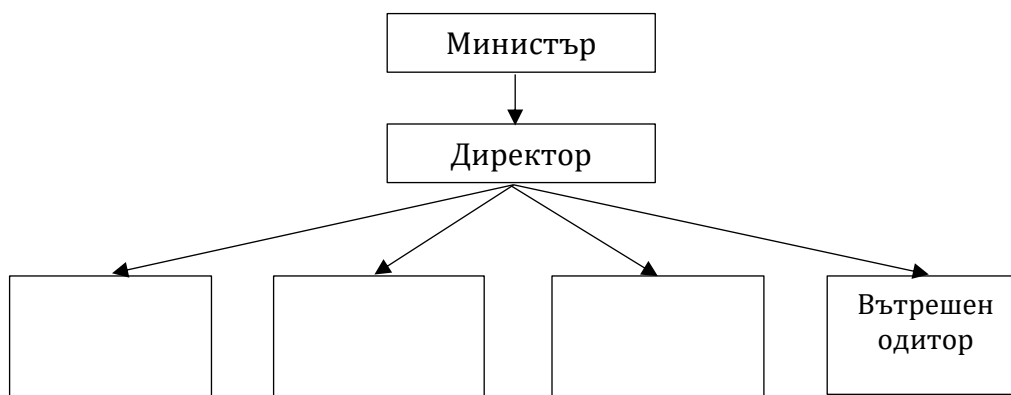 Министър
Директор
Вътрешен
одитор